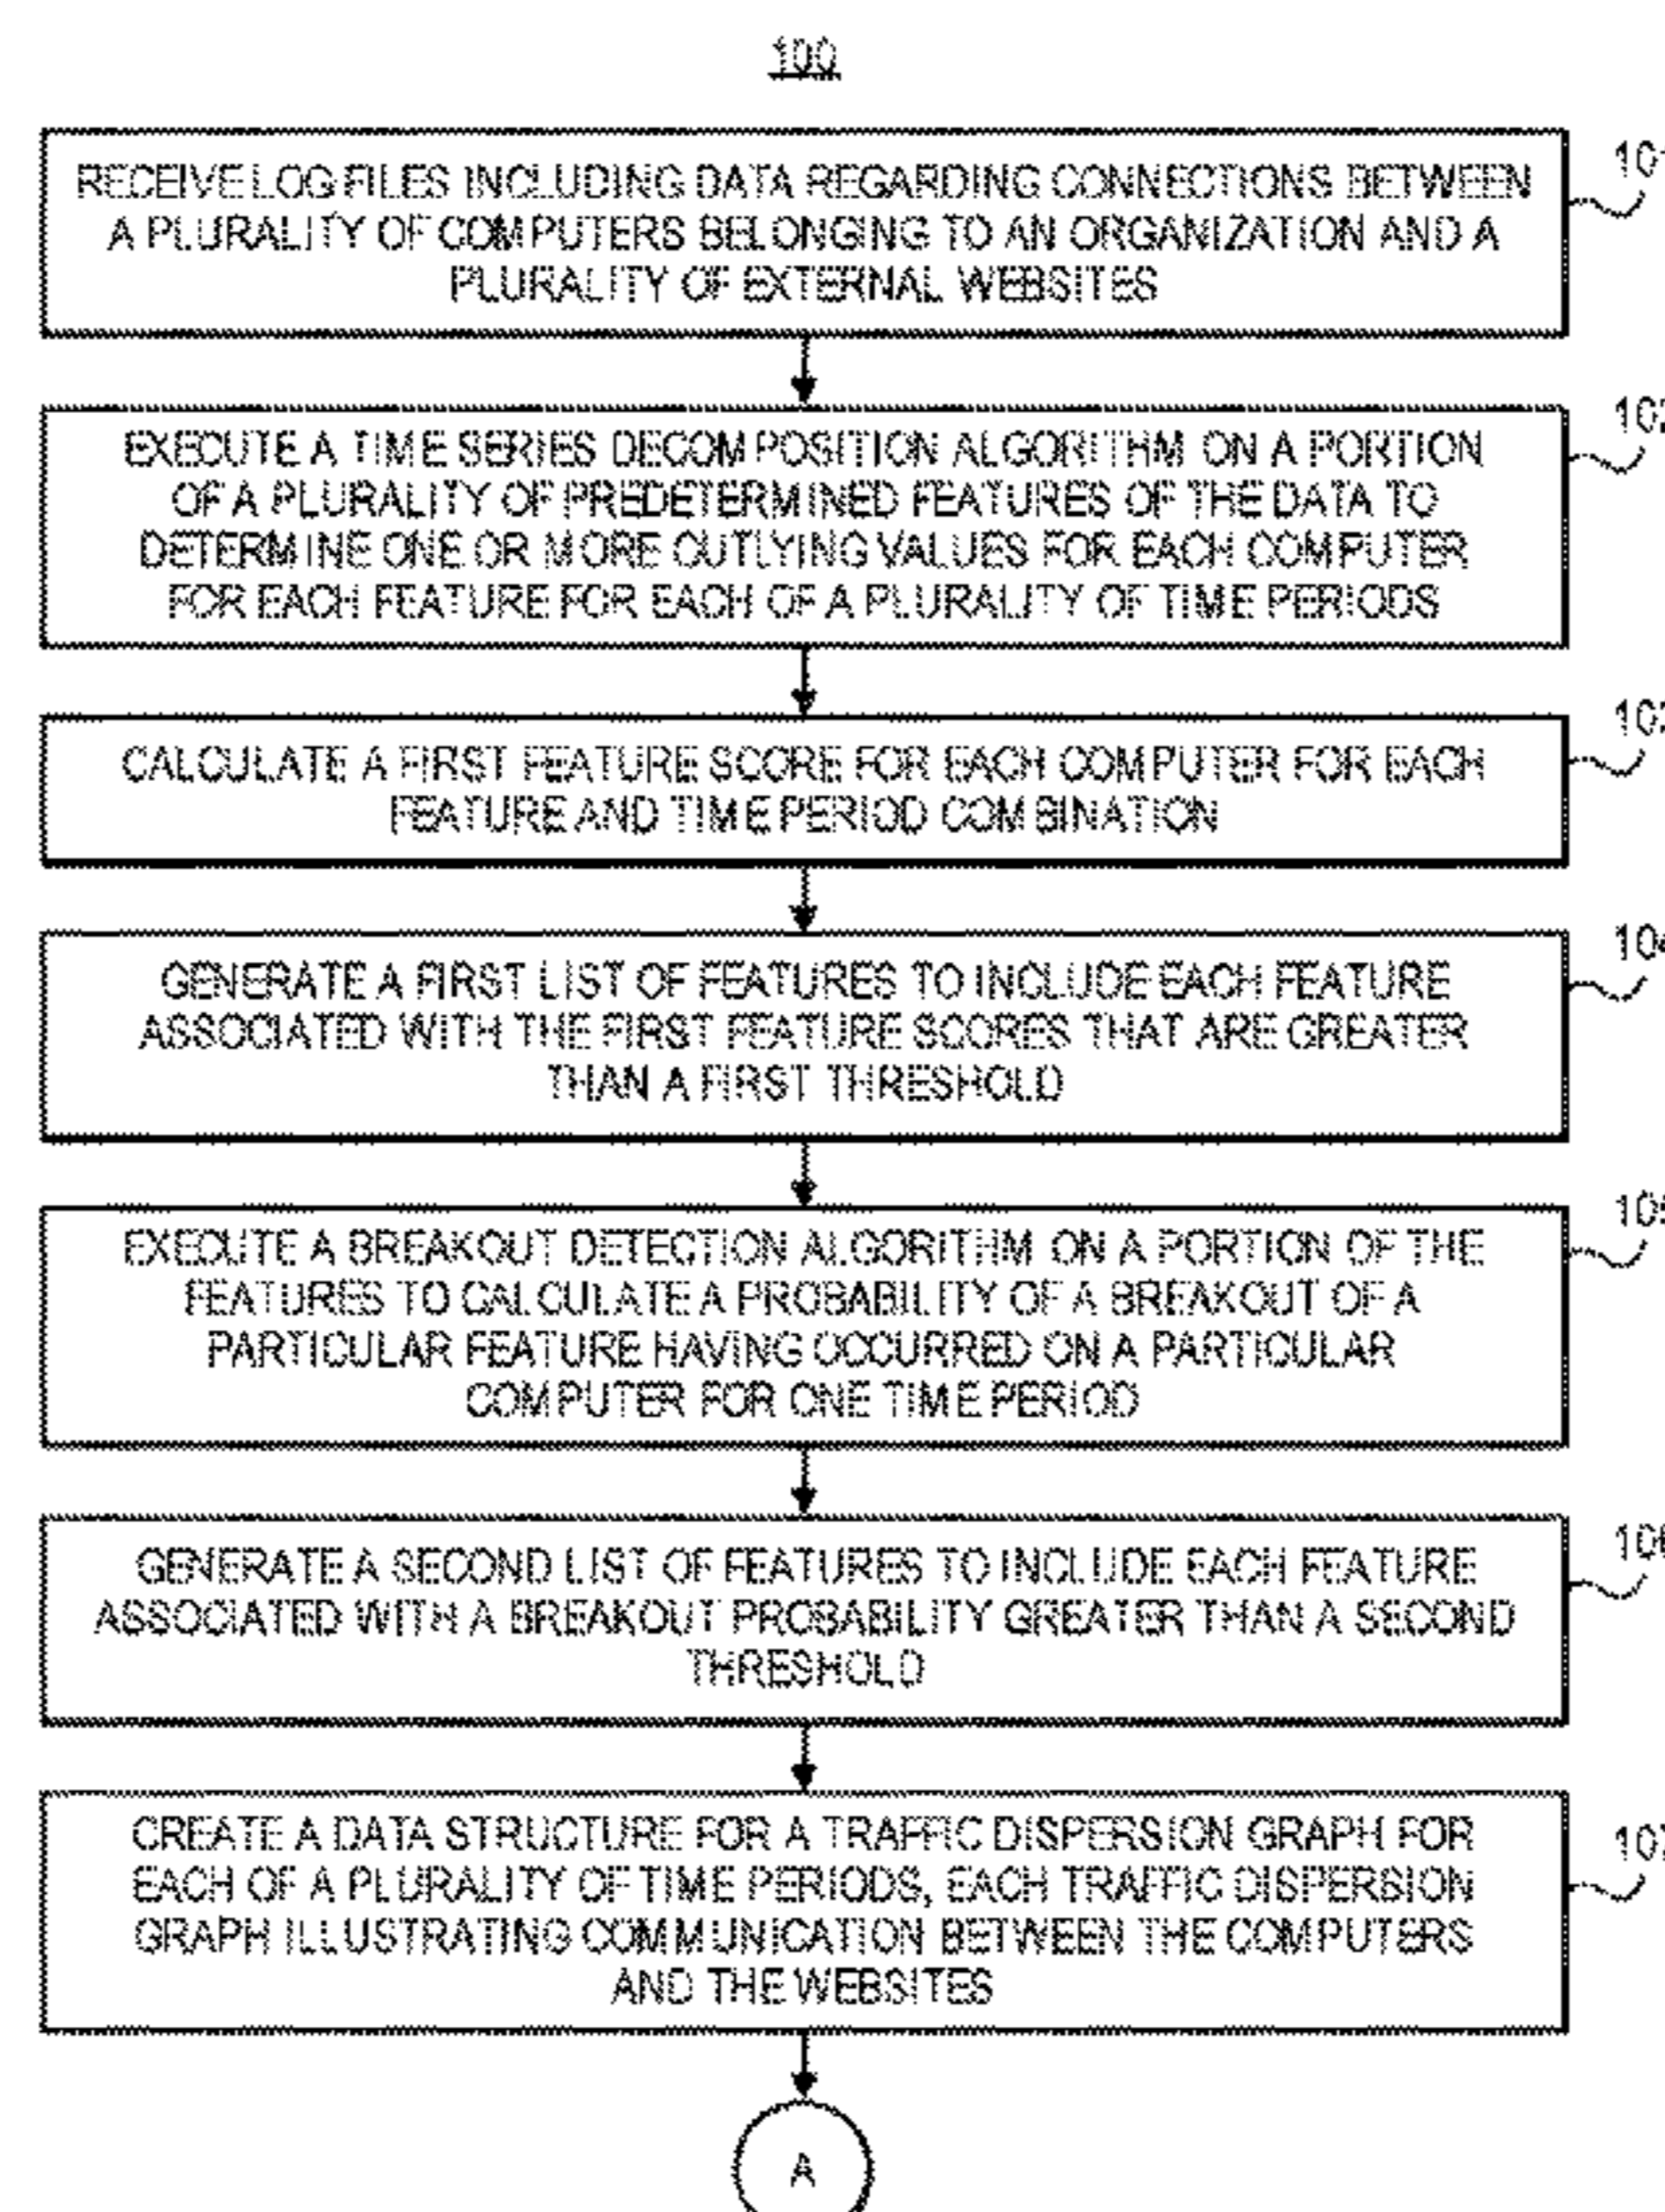 100
RECEIVE LOG FILES INCLUDING DATA REGARDING CONNECTIONS BETWEEN
A PLURALITY OF COMPUTERS BELONGING TO AN ORGANIZATION AND A
PLURALITY OF EXTERNAL WEBSITES
EXECUTE A TIME SERIES DECOMPOSITION ALGORITHM ON A PORTION
OF A PLURALITY OF PREDETERMINED FEATURES OF THE DATA TO
DETERMINE ONE OR MORE OUTLYING VALUES FOR EACH COMPUTER
FOR EACH FEATURE FOR EACH OF A PLURALITY OF TIME PERIODS
CALCULATE A FIRST FEATURE SCORE FOR EACH COMPUTER FOR EACH
FEATURE AND TIME PERIOD COMBINATION
GENERATE A FIRST LIST OF FEATURES TO INCLUDE EACH FEATURE
ASSOCIATED WITH THE FIRST FEATURE SCORES THAT ARE GREATER
THAN A FIRST THRESHOLD
104
EXECUTE A BREAKOUT DETECTION ALGORITHM ON A PORTION OF THE
FEATURES TO CALCULATE A PROBABILITY OF A BREAKOUT OF A
PARTICULAR FEATURE HAVING OCCURRED ON A PARTICULAR
COMPUTER FOR ONE TIME PERIOD
GENERATE A SECOND LIST OF FEATURES TO INCLUDE EACH FEATURE
ASSOCIATED WITH A BREAKOUT PROBABILITY GREATER THAN A SECOND
THRESHOLD
106
CREATE A DATA STRUCTURE FOR A TRAFFIC DISPERSION GRAPH FOR
EACH OF A PLURALITY OF TIME PERIODS, EACH TRAFFIC DISPERSION
GRAPH ILLUSTRATING COMMUNICATION BETWEEN THE COMPUTERS
AND THE WEBSITES
A